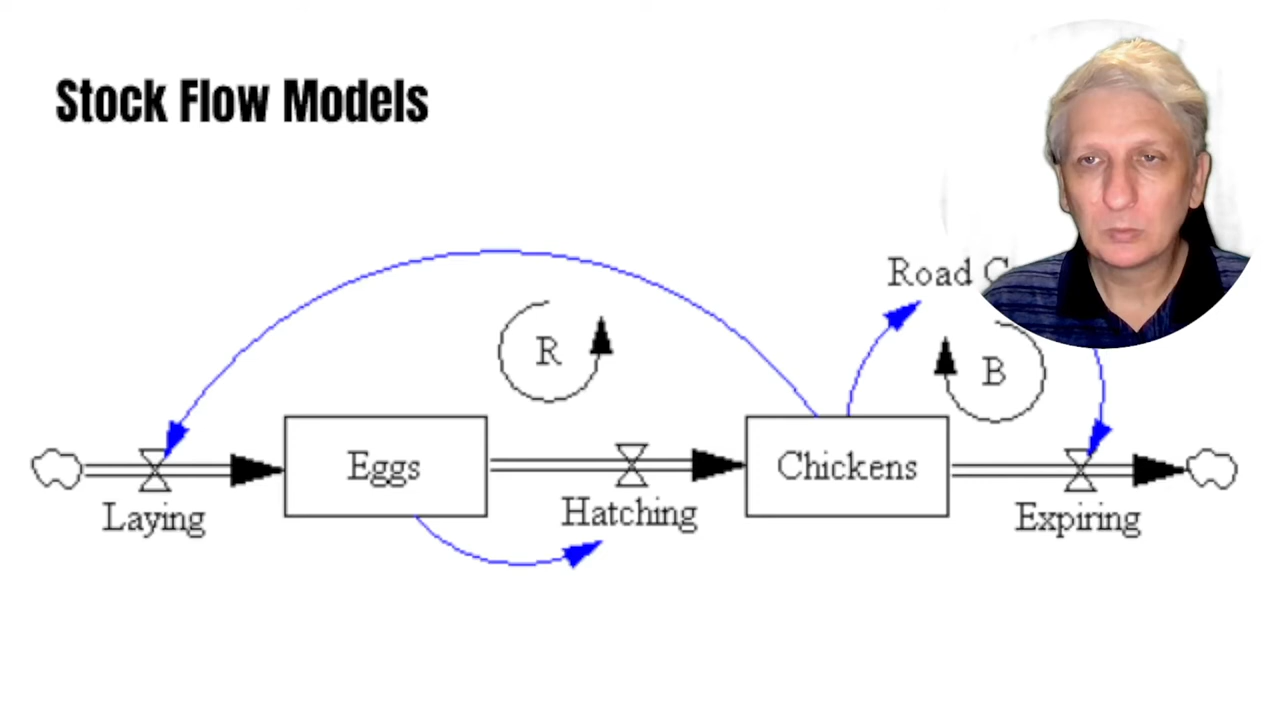 Stock Flow Models
Road C
R
B
Eggs
Chickens
Laying
Hatching
Expiring